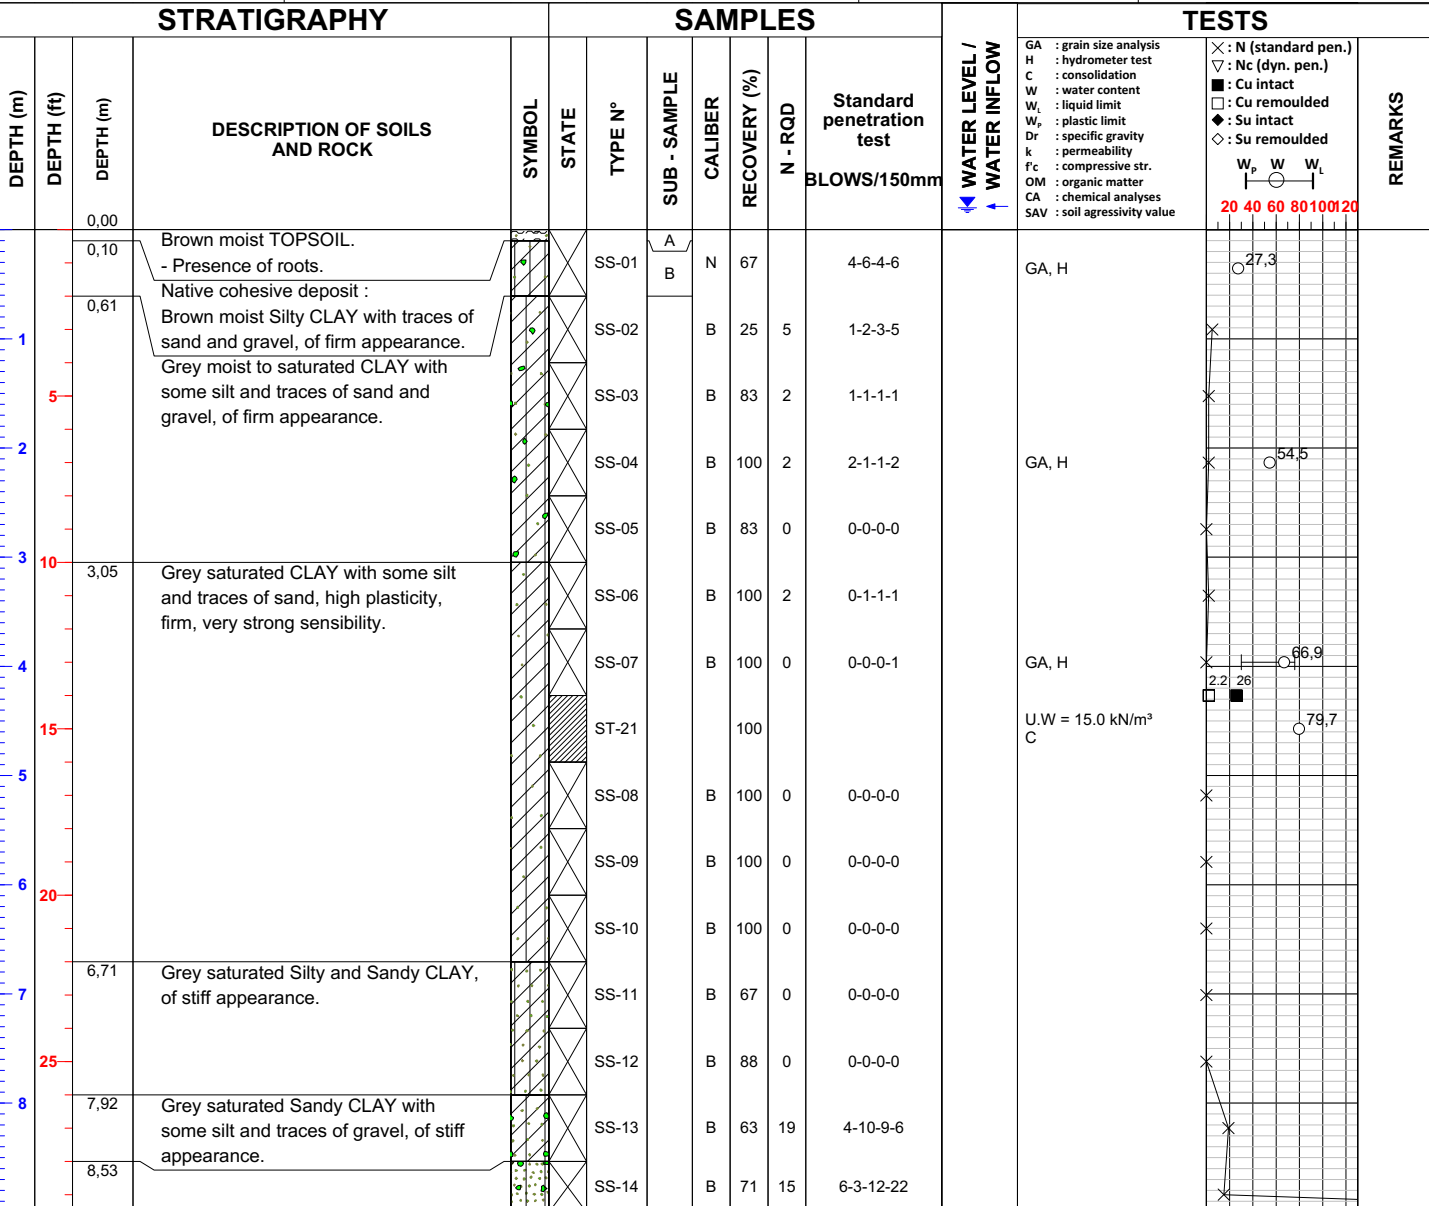 STRATIGRAPHY
SAMPLES
TESTS
DEPTH (m)
DEPTH (ft)
DEPTH (m)
DESCRIPTION OF SOILS
AND ROCK
SYMBOL
STATE
TYPE N°
SUB - SAMPLE
CALIBER
RECOVERY (%)
N - RQD
Standard
penetration
test
BLOWS/150mm
WATER LEVEL /
WATER INFLOW
GA : grain size analysis
H : hydrometer test
C : consolidation
W : water content
WL : liquid limit
WP : plastic limit
Dr : specific gravity
k : permeability
f'c : compressive str.
OM : organic matter
CA : chemical analyses
SAV : soil agressivity value
: N (standard pen.)
: Nc (dyn. pen.)
: Cu intact
: Cu remoulded
: Su intact
: Su remoulded
WP W WL
20 40 60 80 100 120
REMARKS
0,00
0,10 Brown moist TOPSOIL.
- Presence of roots.
A
B
SS-01 N 67 4-6-4-6 GA, H 27,3
Native cohesive deposit :
0,61
Brown moist Silty CLAY with traces of
sand and gravel, of firm appearance.
1
SS-02 B 25 5 1-2-3-5
Grey moist to saturated CLAY with
some silt and traces of sand and
gravel, of firm appearance.
5
SS-03 B 83 2 1-1-1-1
2
SS-04 B 100 2 2-1-1-2 GA, H 54,5
SS-05 B 83 0 0-0-0-0
3
10
3,05 Grey saturated CLAY with some silt
and traces of sand, high plasticity,
firm, very strong sensibility.
SS-06 B 100 2 0-1-1-1
4
SS-07 B 100 0 0-0-0-1 GA, H 66,9
2.2 26
15
ST-21 100 U.W = 15.0 kN/m³ 79,7
C
5
SS-08 B 100 0 0-0-0-0
SS-09 B 100 0 0-0-0-0
6
20
SS-10 B 100 0 0-0-0-0
6,71 Grey saturated Silty and Sandy CLAY,
of stiff appearance.
7
SS-11 B 67 0 0-0-0-0
25
SS-12 B 88 0 0-0-0-0
8
7,92 Grey saturated Sandy CLAY with
some silt and traces of gravel, of stiff
appearance.
SS-13 B 63 19 4-10-9-6
8,53
SS-14 B 71 15 6-3-12-22